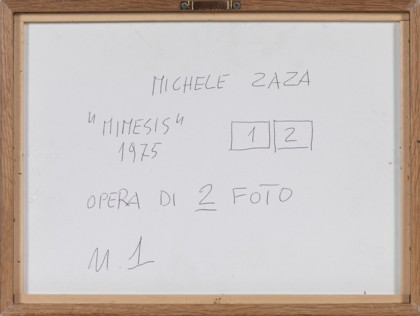 MICHELE ZAZA
"MIMESIS" 1 2
1975
OPERA DI 2 FOTO
N. 1